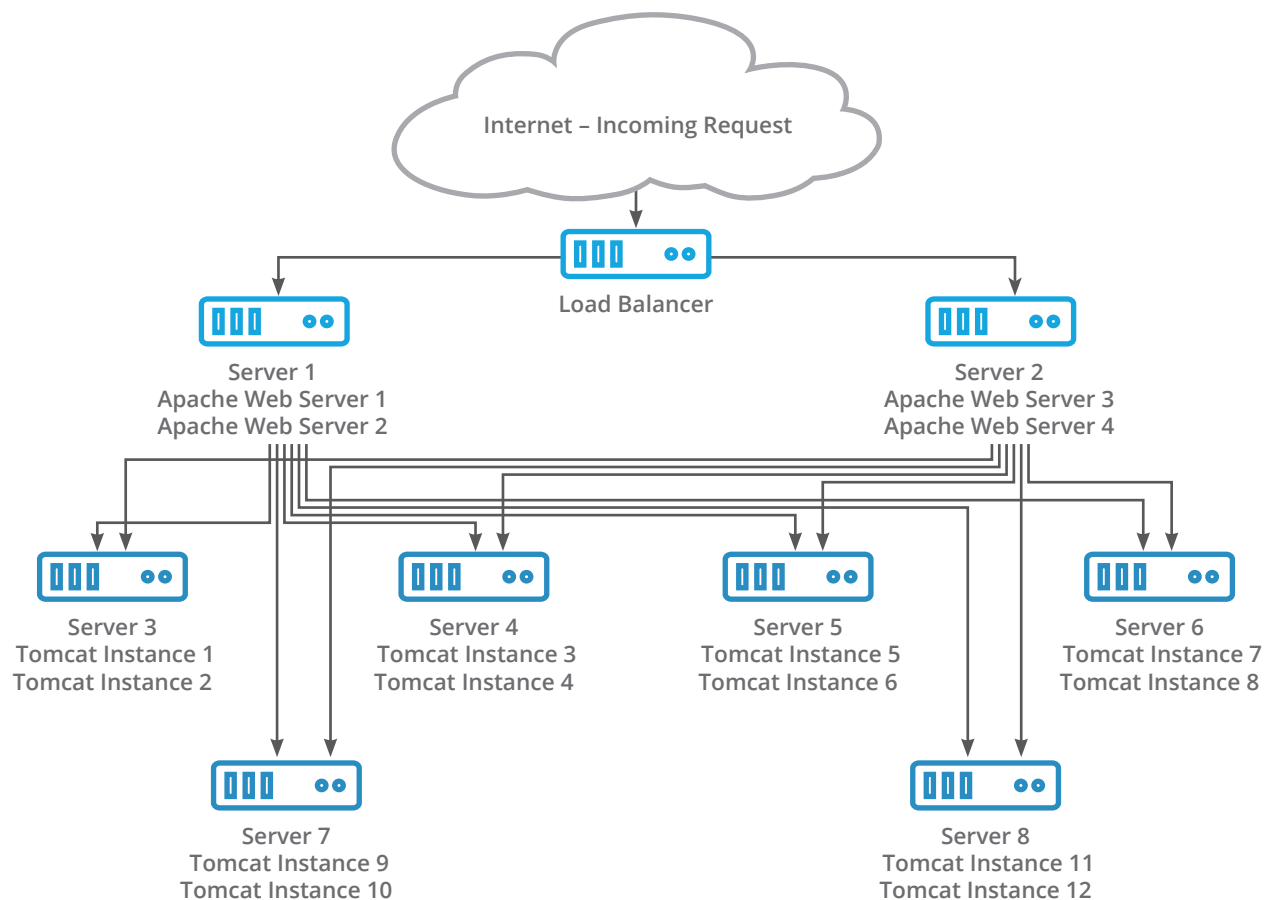 Internet – Incoming Request
Load Balancer
Server 1
Apache Web Server 1
Apache Web Server 2
Server 2
Apache Web Server 3
Apache Web Server 4
Server 3
Tomcat Instance 1
Tomcat Instance 2
Server 4
Tomcat Instance 3
Tomcat Instance 4
Server 5
Tomcat Instance 5
Tomcat Instance 6
Server 6
Tomcat Instance 7
Tomcat Instance 8
Server 7
Tomcat Instance 9
Tomcat Instance 10
Server 8
Tomcat Instance 11
Tomcat Instance 12